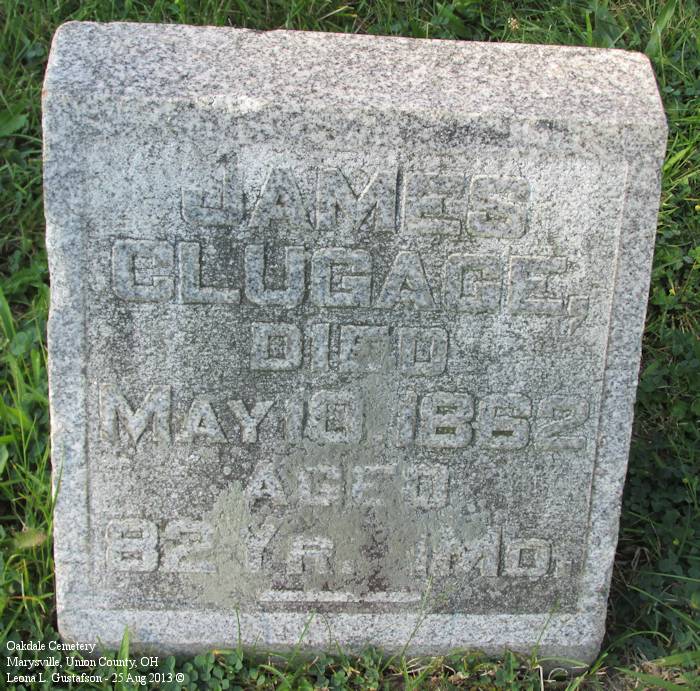 JAMES
CLUGAGE,
DIED
MAY 10, 1862
AGED
82 YR. 1 MO.
Oakdale Cemetery
Marysville, Union County, OH
Leona L. Gustafson - 25 Aug 2013 ©